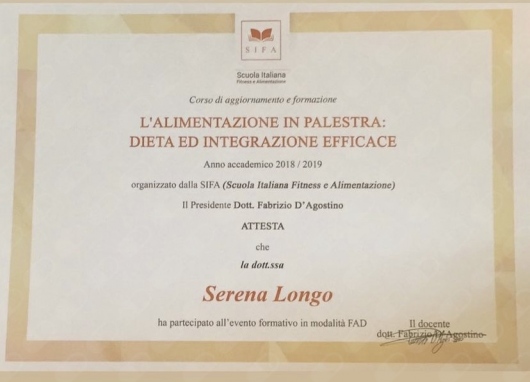 SIFA
Scuola Italiana
Fitness e Alimentazione
Corso di aggiornamento e formazione
L'ALIMENTAZIONE IN PALESTRA:
DIETA ED INTEGRAZIONE EFFICACE
Anno accademico 2018 / 2019
organizzato dalla SIFA (Scuola Italiana Fitness e Alimentazione)
Il Presidente Dott. Fabrizio D'Agostino
ATTESTA
che
la dott.ssa
Serena Longo
ha partecipato all'evento formativo in modalità FAD
Il docente
dott. Fabrizio D'Agostino